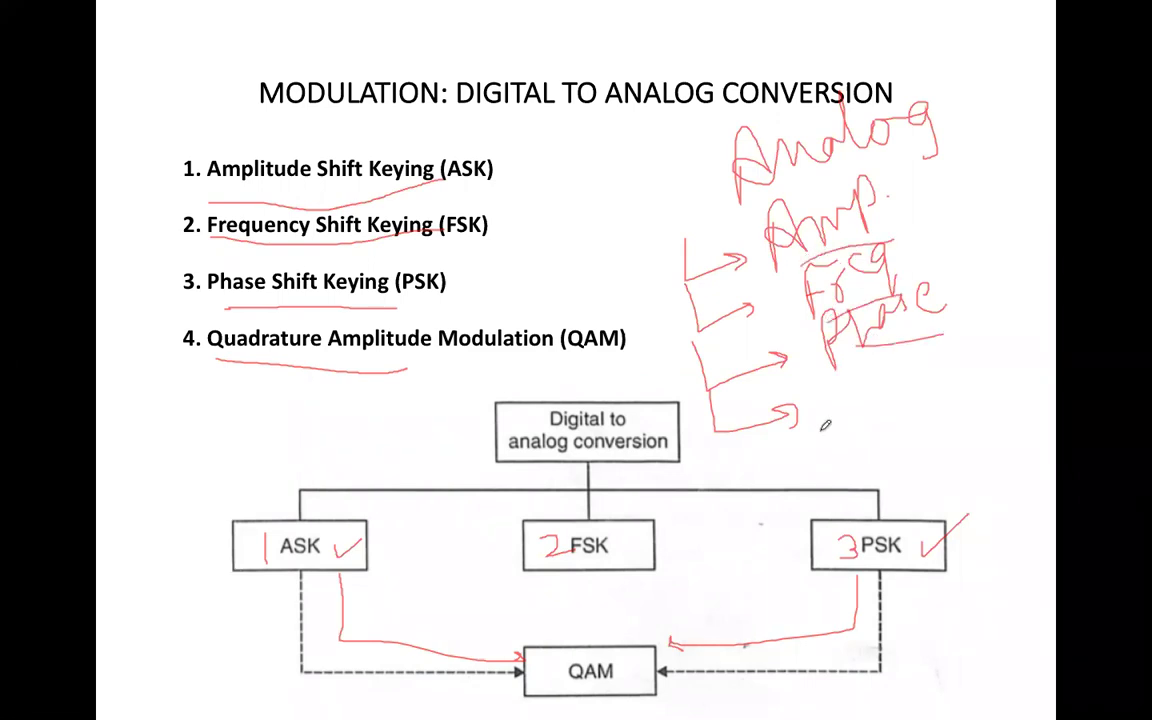 MODULATION: DIGITAL TO ANALOG CONVERSION
Analog
1. Amplitude Shift Keying (ASK)
Amp.
2. Frequency Shift Keying (FSK)
Frq
3. Phase Shift Keying (PSK)
Phase
4. Quadrature Amplitude Modulation (QAM)
Digital to
analog conversion
1 ASK
2 FSK
3 PSK
QAM